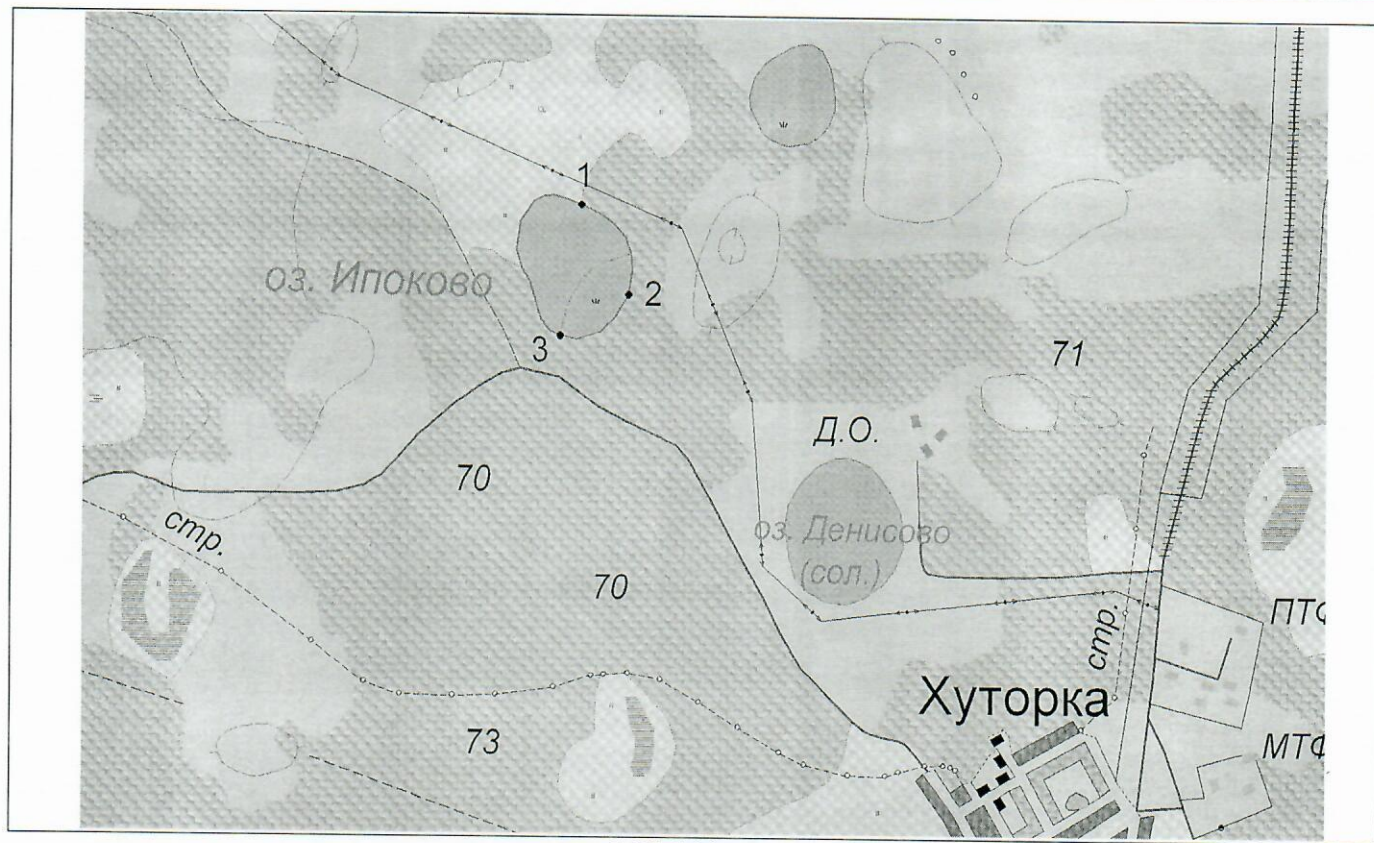 1
оз. Ипоково
2
3
71
Д.О.
70
стр.
оз. Денисово
(сол.)
70
ПТФ
стр.
Хуторка
73
МТФ